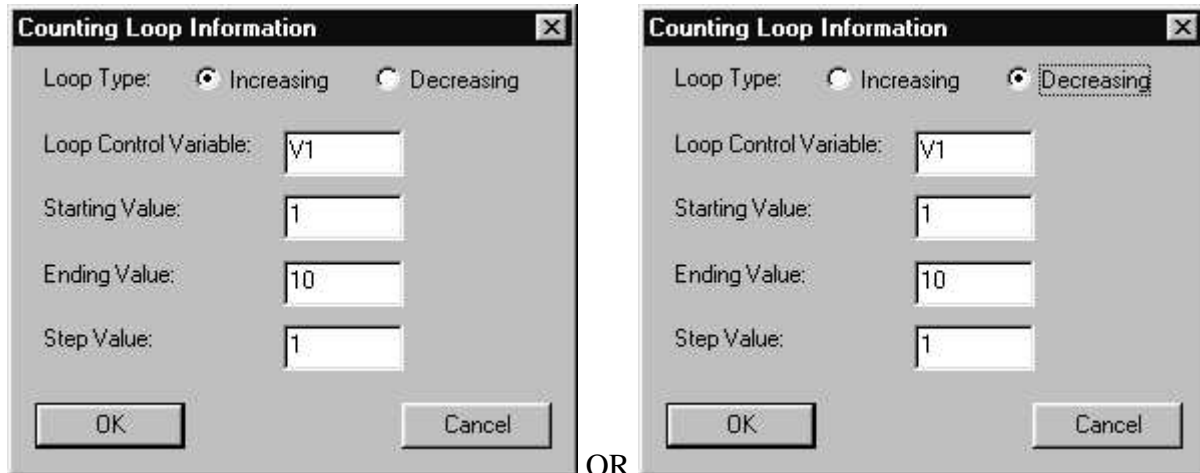 Counting Loop Information
Loop Type: Increasing Decreasing
Loop Control Variable: V1
Starting Value: 1
Ending Value: 10
Step Value: 1
OK Cancel
OR
Counting Loop Information
Loop Type: Increasing Decreasing
Loop Control Variable: V1
Starting Value: 1
Ending Value: 10
Step Value: 1
OK Cancel